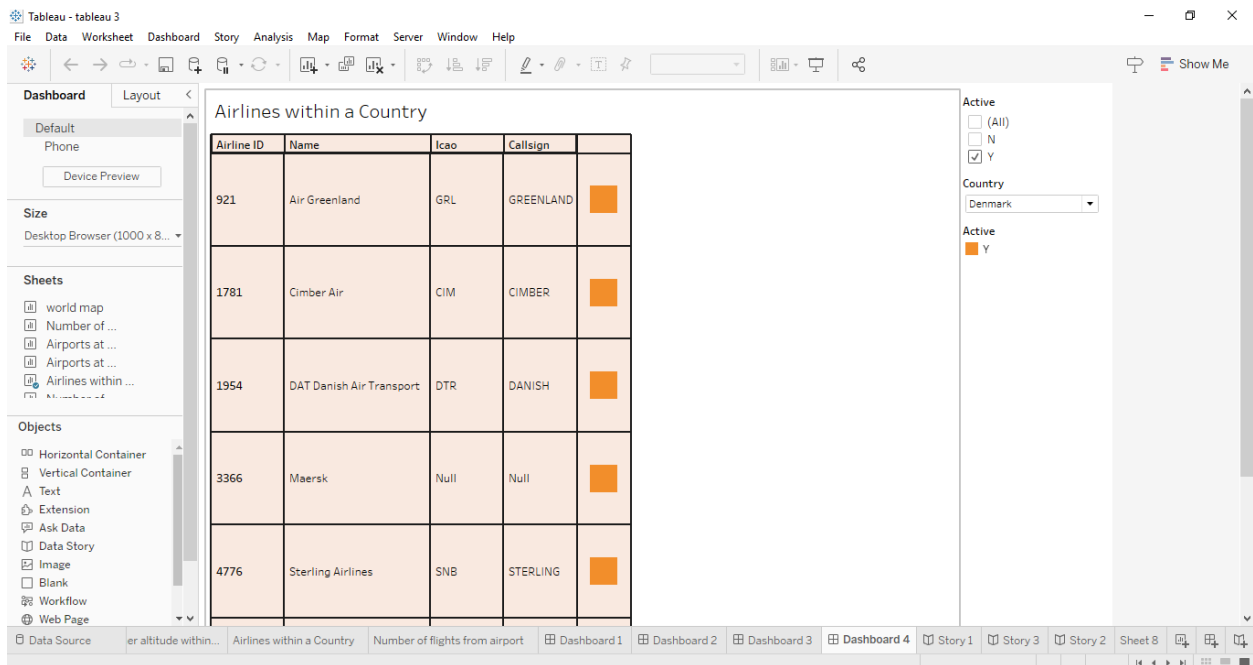 Tableau - tableau 3
File Data Worksheet Dashboard Story Analysis Map Format Server Window Help
Show Me
Dashboard Layout
Default
Phone
Device Preview
Size
Desktop Browser (1000 x 8...
Sheets
world map
Number of ...
Airports at ...
Airports at ...
Airlines within ...
Objects
Horizontal Container
Vertical Container
Text
Extension
Ask Data
Data Story
Image
Blank
Workflow
Web Page
Airlines within a Country
Airline ID Name Icao Callsign
921 Air Greenland GRL GREENLAND
1781 Cimber Air CIM CIMBER
1954 DAT Danish Air Transport DTR DANISH
3366 Maersk Null Null
4776 Sterling Airlines SNB STERLING
Active
(All)
N
Y
Country
Denmark
Active
Y
Data Source er altitude within... Airlines within a Country Number of flights from airport Dashboard 1 Dashboard 2 Dashboard 3 Dashboard 4 Story 1 Story 3 Story 2 Sheet 8